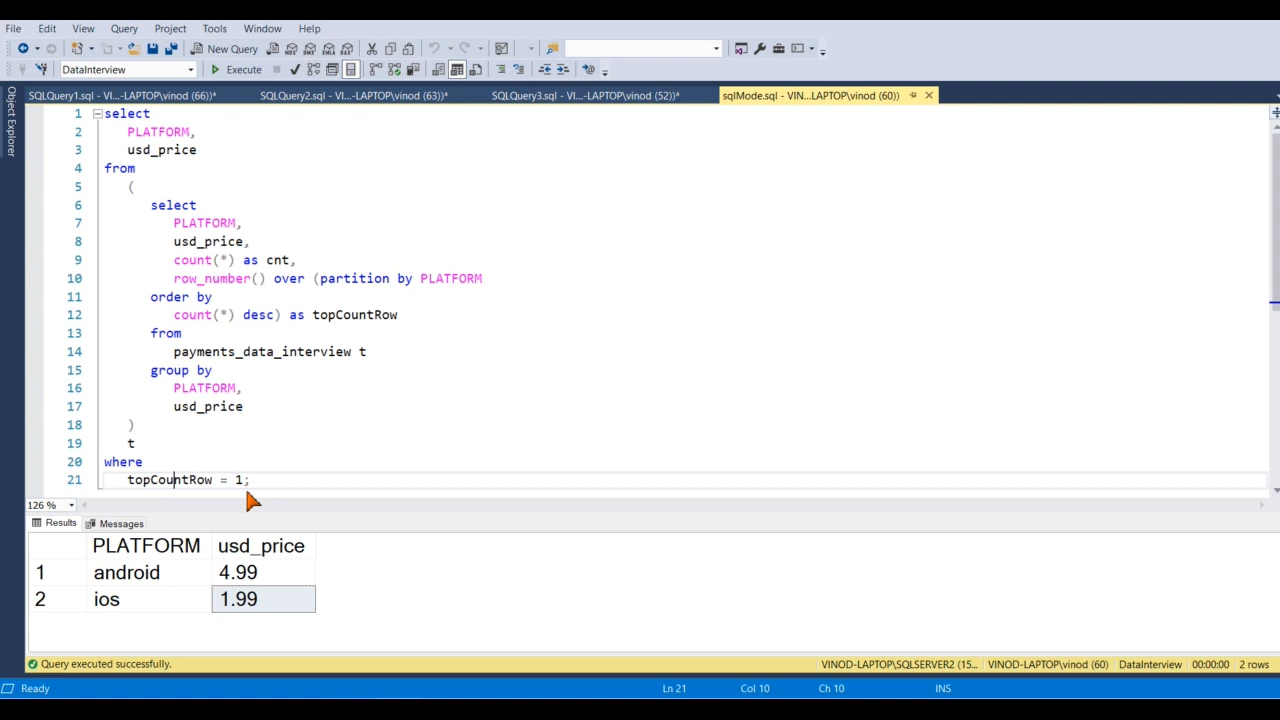 File Edit View Query Project Tools Window Help
New Query
DataInterview Execute
SQLQuery1.sql - VI...-LAPTOP\vinod (66))* SQLQuery2.sql - VI...-LAPTOP\vinod (63))* SQLQuery3.sql - VI...-LAPTOP\vinod (52))* sqlMode.sql - VIN...LAPTOP\vinod (60))
Object Explorer
1 select
2 PLATFORM,
3 usd_price
4 from
5 (
6 select
7 PLATFORM,
8 usd_price,
9 count(*) as cnt,
10 row_number() over (partition by PLATFORM
11 order by
12 count(*) desc) as topCountRow
13 from
14 payments_data_interview t
15 group by
16 PLATFORM,
17 usd_price
18 )
19 t
20 where
21 topCountRow = 1;
126 %
Results Messages
PLATFORM usd_price
1 android 4.99
2 ios 1.99
Query executed successfully. VINOD-LAPTOP\SQLSERVER2 (15... VINOD-LAPTOP\vinod (60) DataInterview 00:00:00 2 rows
Ready Ln 21 Col 10 Ch 10 INS